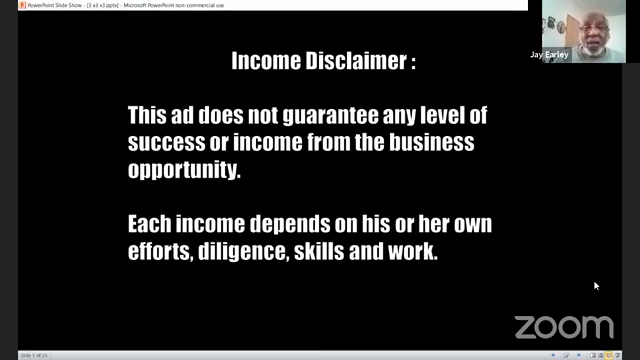 PowerPoint Slide Show - [3 x3 x3.pptx] - Microsoft PowerPoint non-commercial use
Jay Earley
Income Disclaimer :
This ad does not guarantee any level of
success or income from the business
opportunity.
Each income depends on his or her own
efforts, diligence, skills and work.
zoom